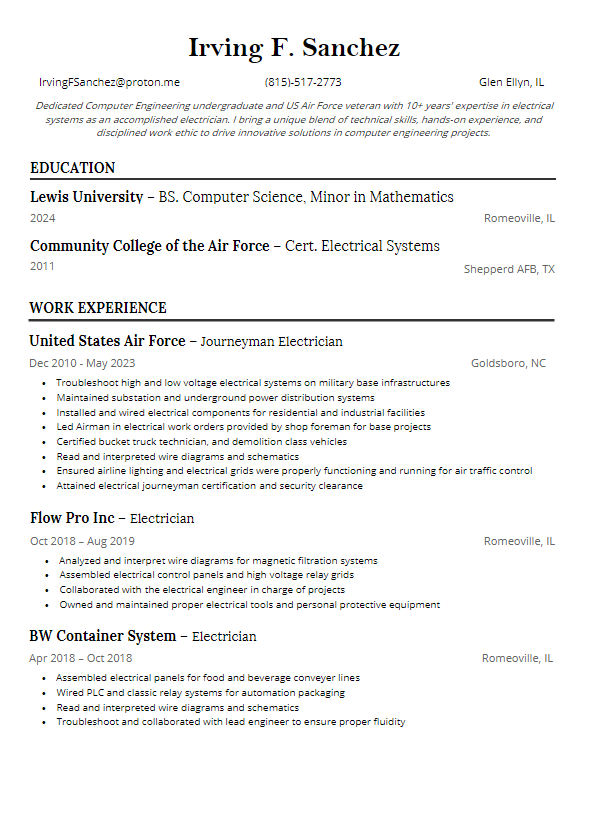 Irving F. Sanchez
IrvingFSanchez@proton.me (815)-517-2773 Glen Ellyn, IL
Dedicated Computer Engineering undergraduate and US Air Force veteran with 10+ years' expertise in electrical
systems as an accomplished electrician. I bring a unique blend of technical skills, hands-on experience, and
disciplined work ethic to drive innovative solutions in computer engineering projects.
EDUCATION
Lewis University – BS. Computer Science, Minor in Mathematics
2024 Romeoville, IL
Community College of the Air Force – Cert. Electrical Systems
2011 Shepperd AFB, TX
WORK EXPERIENCE
United States Air Force – Journeyman Electrician
Dec 2010 - May 2023 Goldsboro, NC
• Troubleshoot high and low voltage electrical systems on military base infrastructures
• Maintained substation and underground power distribution systems
• Installed and wired electrical components for residential and industrial facilities
• Led Airman in electrical work orders provided by shop foreman for base projects
• Certified bucket truck technician, and demolition class vehicles
• Read and interpreted wire diagrams and schematics
• Ensured airline lighting and electrical grids were properly functioning and running for air traffic control
• Attained electrical journeyman certification and security clearance
Flow Pro Inc – Electrician
Oct 2018 – Aug 2019 Romeoville, IL
• Analyzed and interpret wire diagrams for magnetic filtration systems
• Assembled electrical control panels and high voltage relay grids
• Collaborated with the electrical engineer in charge of projects
• Owned and maintained proper electrical tools and personal protective equipment
BW Container System – Electrician
Apr 2018 – Oct 2018 Romeoville, IL
• Assembled electrical panels for food and beverage conveyer lines
• Wired PLC and classic relay systems for automation packaging
• Read and interpreted wire diagrams and schematics
• Troubleshoot and collaborated with lead engineer to ensure proper fluidity